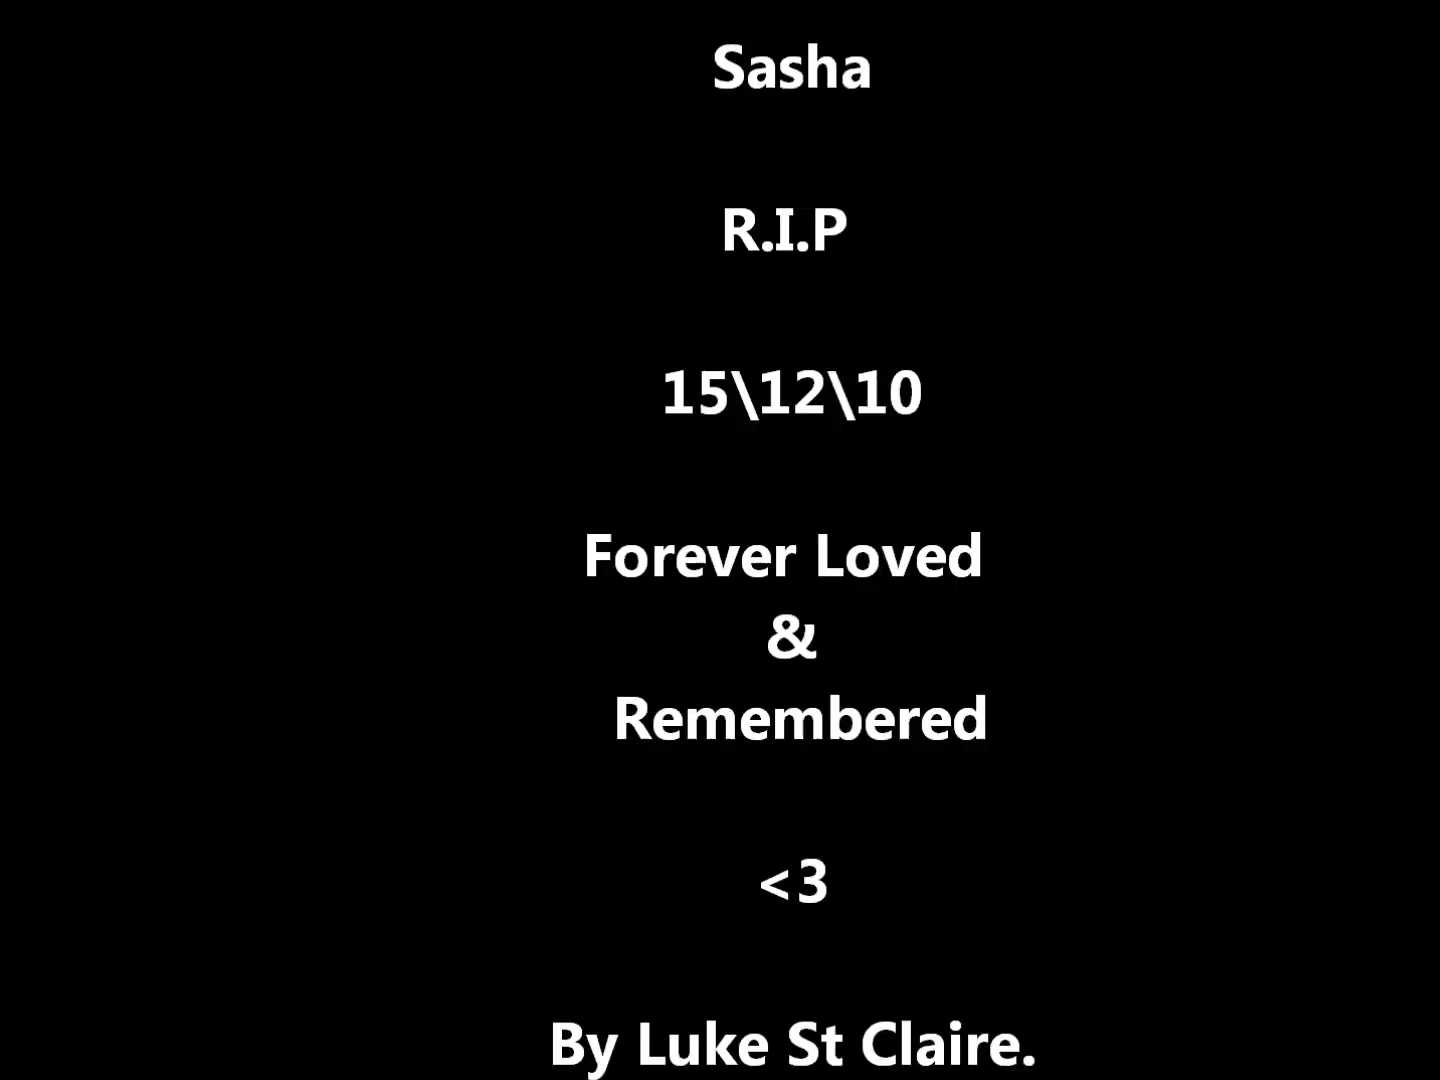 Sasha
R.I.P
15\12\10
Forever Loved
&
Remembered
<3
By Luke St Claire.